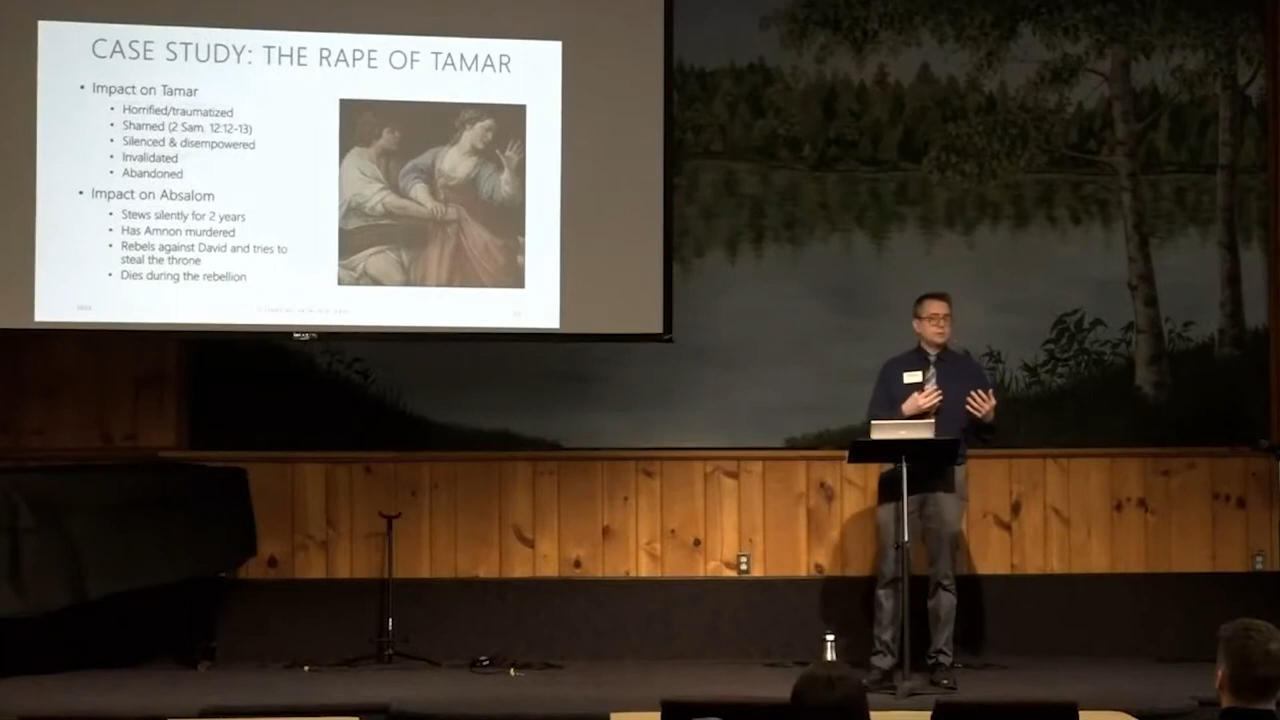 CASE STUDY: THE RAPE OF TAMAR
• Impact on Tamar
• Horrified/traumatized
• Shamed (2 Sam. 12:12-13)
• Silenced & disempowered
• Invalidated
• Abandoned
• Impact on Absalom
• Stews silently for 2 years
• Has Amnon murdered
• Rebels against David and tries to
steal the throne
• Dies during the rebellion